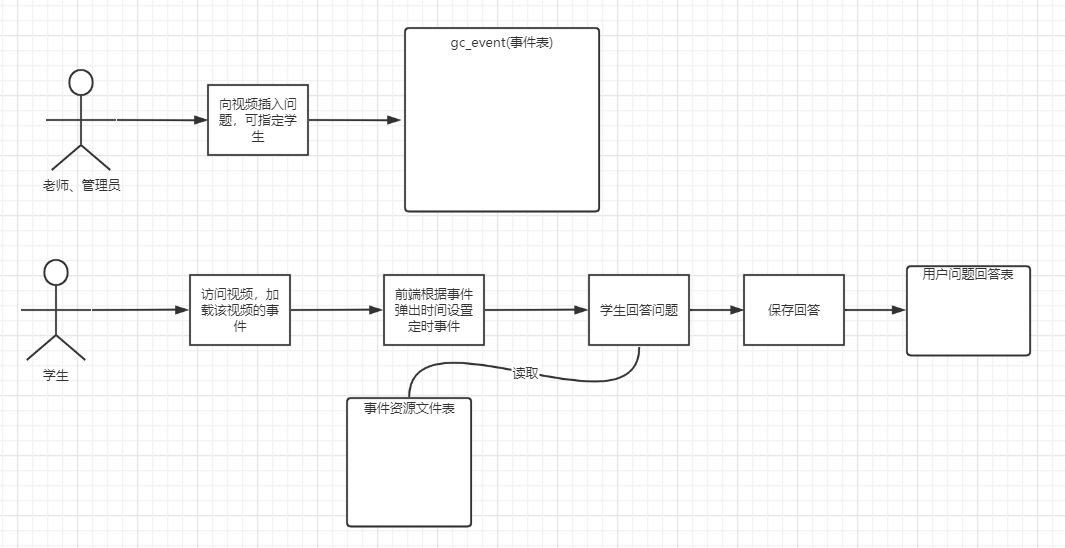 gc_event(事件表)
向视频插入问
题，可指定学
生
老师、管理员
访问视频，加
载该视频的事
件
前端根据事件
弹出时间设置
定时事件
学生回答问题
保存回答
用户问题回答表
学生
读取
事件资源文件表